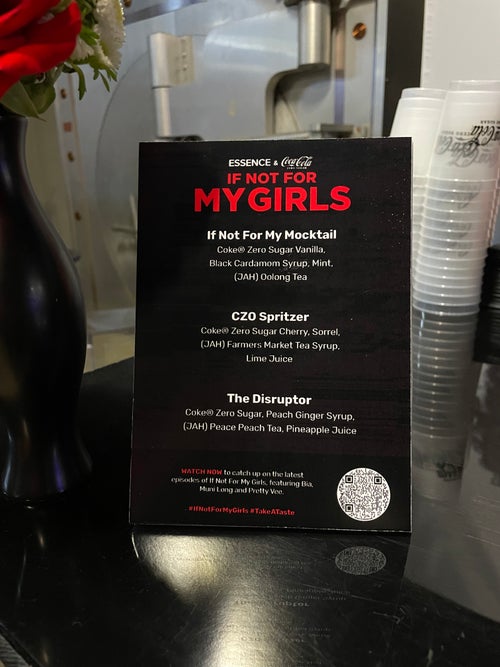 ESSENCE & Coca-Cola
ZERO SUGAR
IF NOT FOR
MY GIRLS
If Not For My Mocktail
Coke® Zero Sugar Vanilla,
Black Cardamom Syrup, Mint,
(JAH) Oolong Tea
CZO Spritzer
Coke® Zero Sugar Cherry, Sorrel,
(JAH) Farmers Market Tea Syrup,
Lime Juice
The Disruptor
Coke® Zero Sugar, Peach Ginger Syrup,
(JAH) Peace Peach Tea, Pineapple Juice
WATCH NOW to catch up on the latest
episodes of If Not For My Girls, featuring Bia,
Muni Long and Pretty Vee.
#IfNotForMyGirls #TakeATaste
Coca-Cola